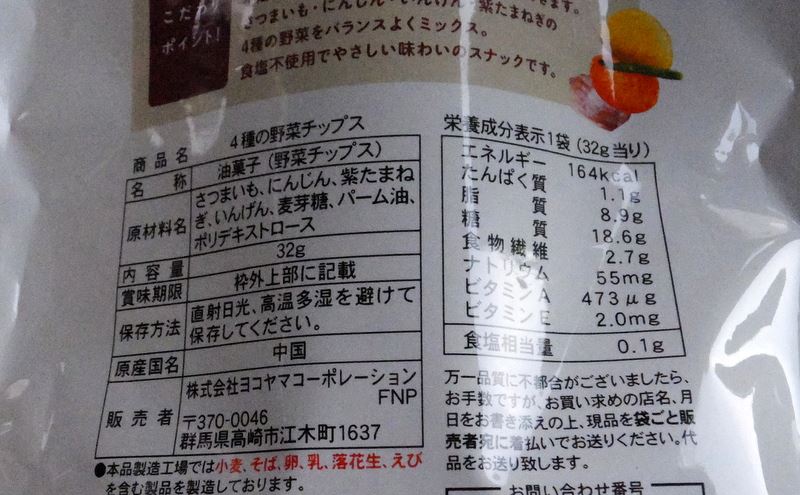 こだわり
ポイント!
さつまいも・にんじん・いんげん・紫たまねぎの
4種の野菜をバランスよくミックス。
食塩不使用でやさしい味わいのスナックです。
商品名 4種の野菜チップス
名称 油菓子(野菜チップス)
原材料名 さつまいも、にんじん、紫たまね
ぎ、いんげん、麦芽糖、パーム油、
ポリデキストロース
内容量 32g
賞味期限 枠外上部に記載
保存方法 直射日光、高温多湿を避けて
保存してください。
原産国名 中国
販売者 株式会社ヨコヤマコーポレーション
FNP
〒370-0046
群馬県高崎市江木町1637
●本品製造工場では小麦、そば、卵、乳、落花生、えび
を含む製品を製造しております。
栄養成分表示1袋(32g当り)
エネルギー 164kcal
たんぱく質 1.1g
脂質 8.9g
糖質 18.6g
食物繊維 2.7g
ナトリウム 55mg
ビタミンA 473μg
ビタミンE 2.0mg
食塩相当量 0.1g
万一品質に不都合がございましたら、
お手数ですが、お買い求めの店名、月
日をお書き添えの上、現品を袋ごと販
売者宛に着払いでお送りください。代
品をお送り致します。
お問い合わせ番号